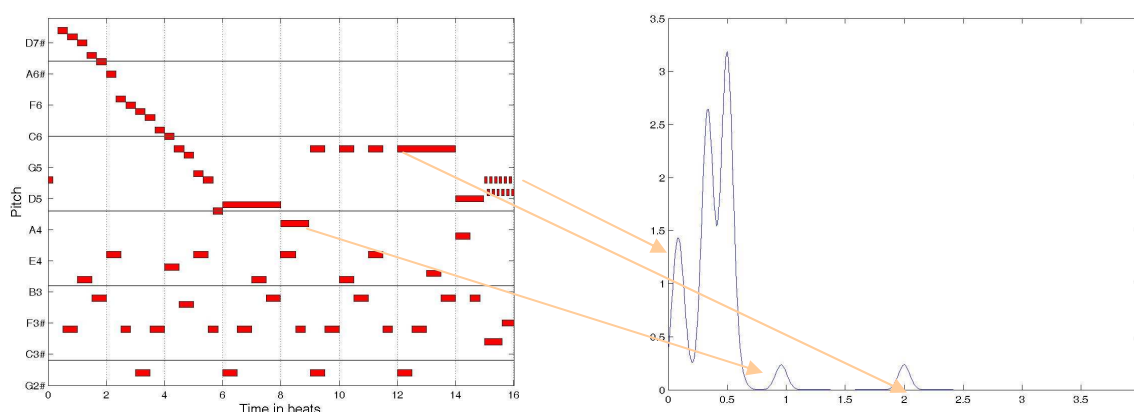 D7#
A6#
F6
C6
G5
D5
A4
E4
B3
F3#
C3#
G2#
Pitch
0 2 4 6 8 10 12 14 16
Time in beats
3.5
3
2.5
2
1.5
1
0.5
0
0 0.5 1 1.5 2 2.5 3 3.5